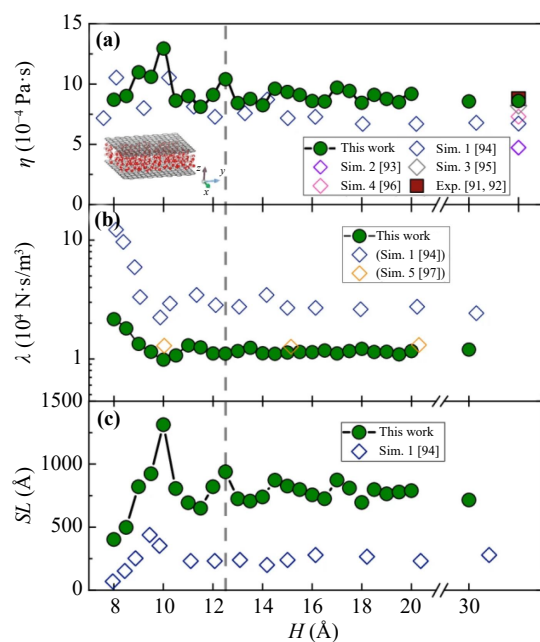 (a)
15
10
5
0
η (10⁻⁴ Pa·s)
z
y
x
This work
Sim. 1 [94]
Sim. 2 [93]
Sim. 3 [95]
Sim. 4 [96]
Exp. [91, 92]
(b)
10
1
λ (10⁴ N·s/m³)
This work
(Sim. 1 [94])
(Sim. 5 [97])
(c)
1500
1000
500
0
SL (Å)
This work
Sim. 1 [94]
8 10 12 14 16 18 20 30
H (Å)